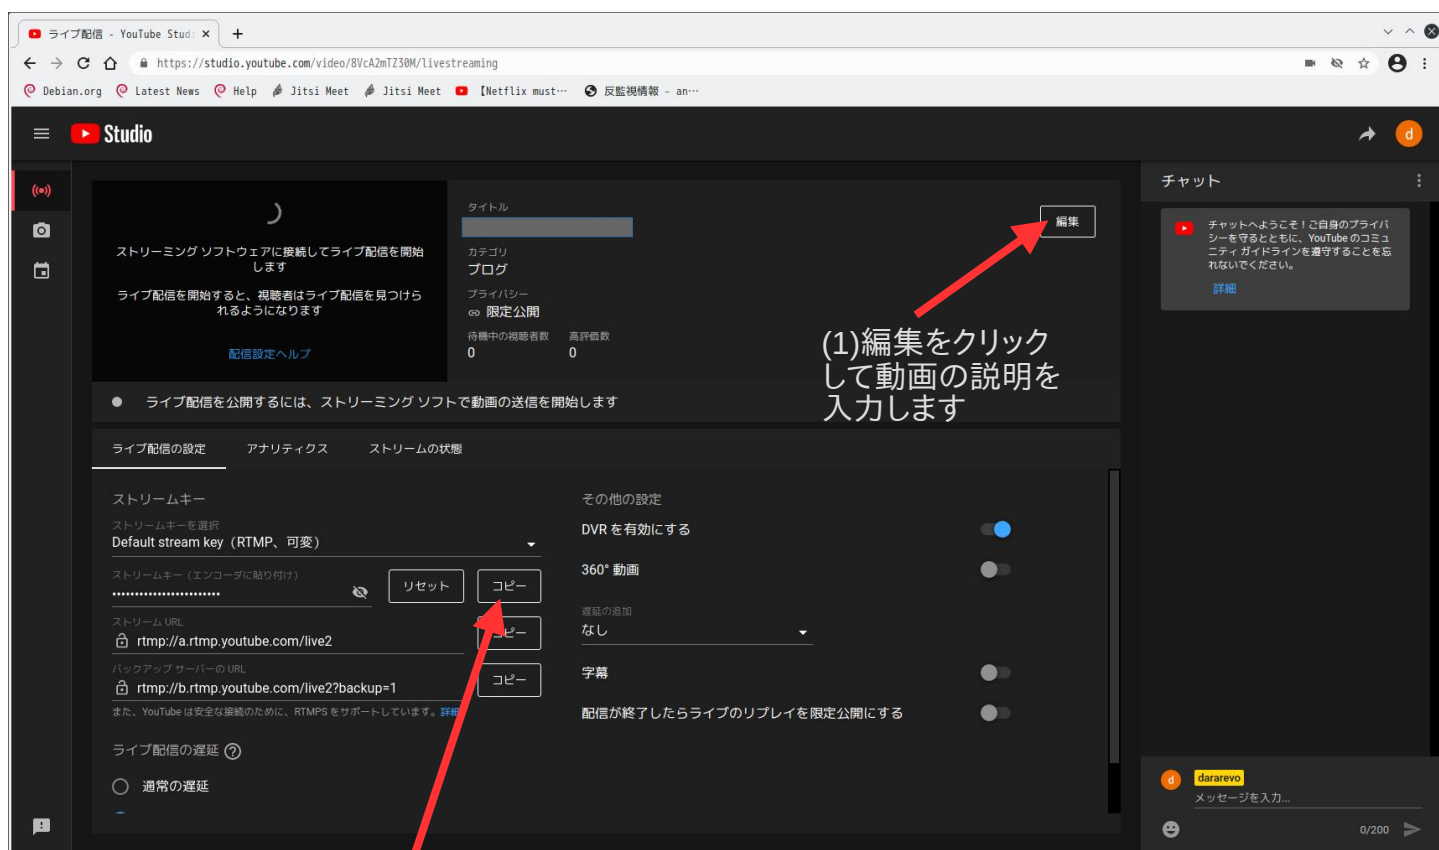 ライブ配信 - YouTube Stud
https://studio.youtube.com/video/8VcA2mTZ30M/livestreaming
Debian.org Latest News Help Jitsi Meet Jitsi Meet 【Netflix must… 反監視情報 - an…
Studio
d
タイトル
編集
ストリーミング ソフトウェアに接続してライブ配信を開始
します
ライブ配信を開始すると、視聴者はライブ配信を見つけら
れるようになります
配信設定ヘルプ
カテゴリ
ブログ
プライバシー
限定公開
待機中の視聴者数 高評価数
0 0
(1)編集をクリック
して動画の説明を
入力します
ライブ配信を公開するには、ストリーミング ソフトで動画の送信を開始します
ライブ配信の設定 アナリティクス ストリームの状態
ストリームキー
ストリームキーを選択
Default stream key（RTMP、可変）
ストリームキー（エンコーダに貼り付け）
••••••••••••••••••••••••
リセット コピー
ストリーム URL
rtmp://a.rtmp.youtube.com/live2
コピー
バックアップ サーバーの URL
rtmp://b.rtmp.youtube.com/live2?backup=1
コピー
また、YouTube は安全な接続のために、RTMPS をサポートしています。詳細
ライブ配信の遅延
通常の遅延
その他の設定
DVR を有効にする
360° 動画
遅延の追加
なし
字幕
配信が終了したらライブのリプレイを限定公開にする
チャット
チャットへようこそ！ご自身のプライバ
シーを守るとともに、YouTube のコミュ
ニティ ガイドラインを遵守することを忘
れないでください。
詳細
d dararevo
メッセージを入力...
0/200